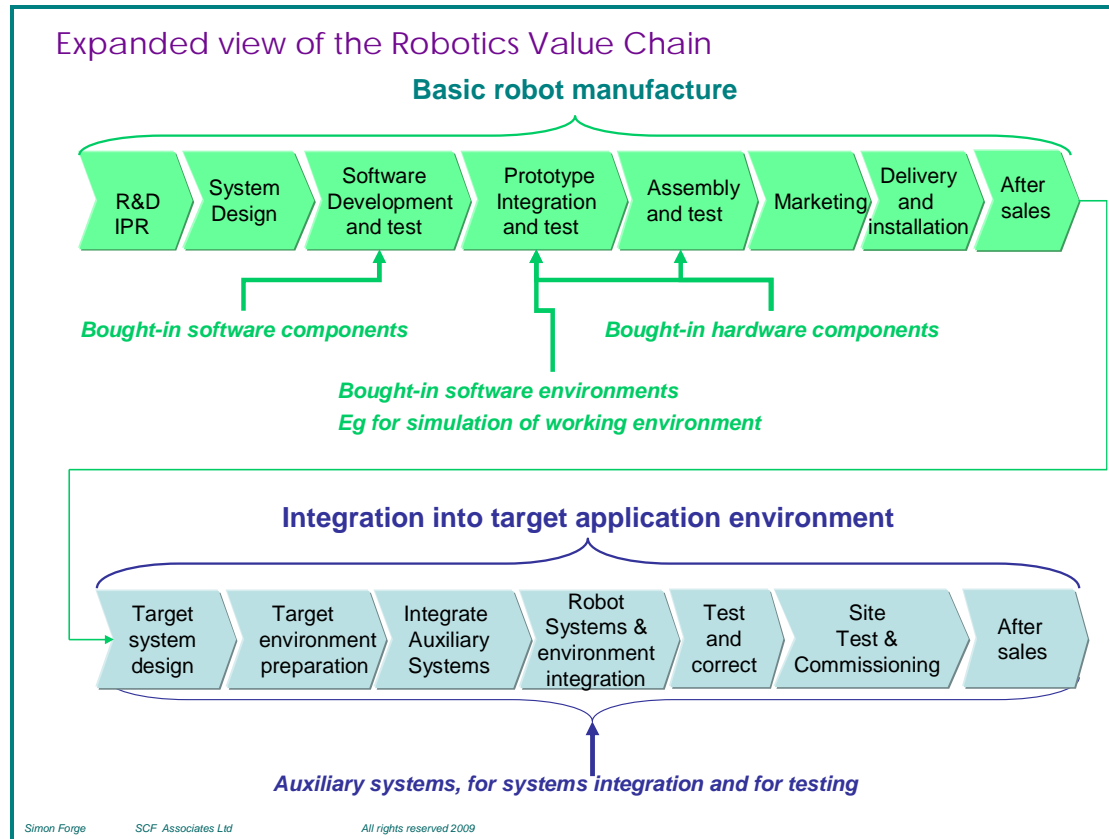 Expanded view of the Robotics Value Chain
Basic robot manufacture
R&D
IPR
System
Design
Software
Development
and test
Prototype
Integration
and test
Assembly
and test
Marketing
Delivery
and
installation
After
sales
Bought-in software components
Bought-in hardware components
Bought-in software environments
Eg for simulation of working environment
Integration into target application environment
Target
system
design
Target
environment
preparation
Integrate
Auxiliary
Systems
Robot
Systems &
environment
integration
Test
and
correct
Site
Test &
Commissioning
After
sales
Auxiliary systems, for systems integration and for testing
Simon Forge SCF Associates Ltd All rights reserved 2009